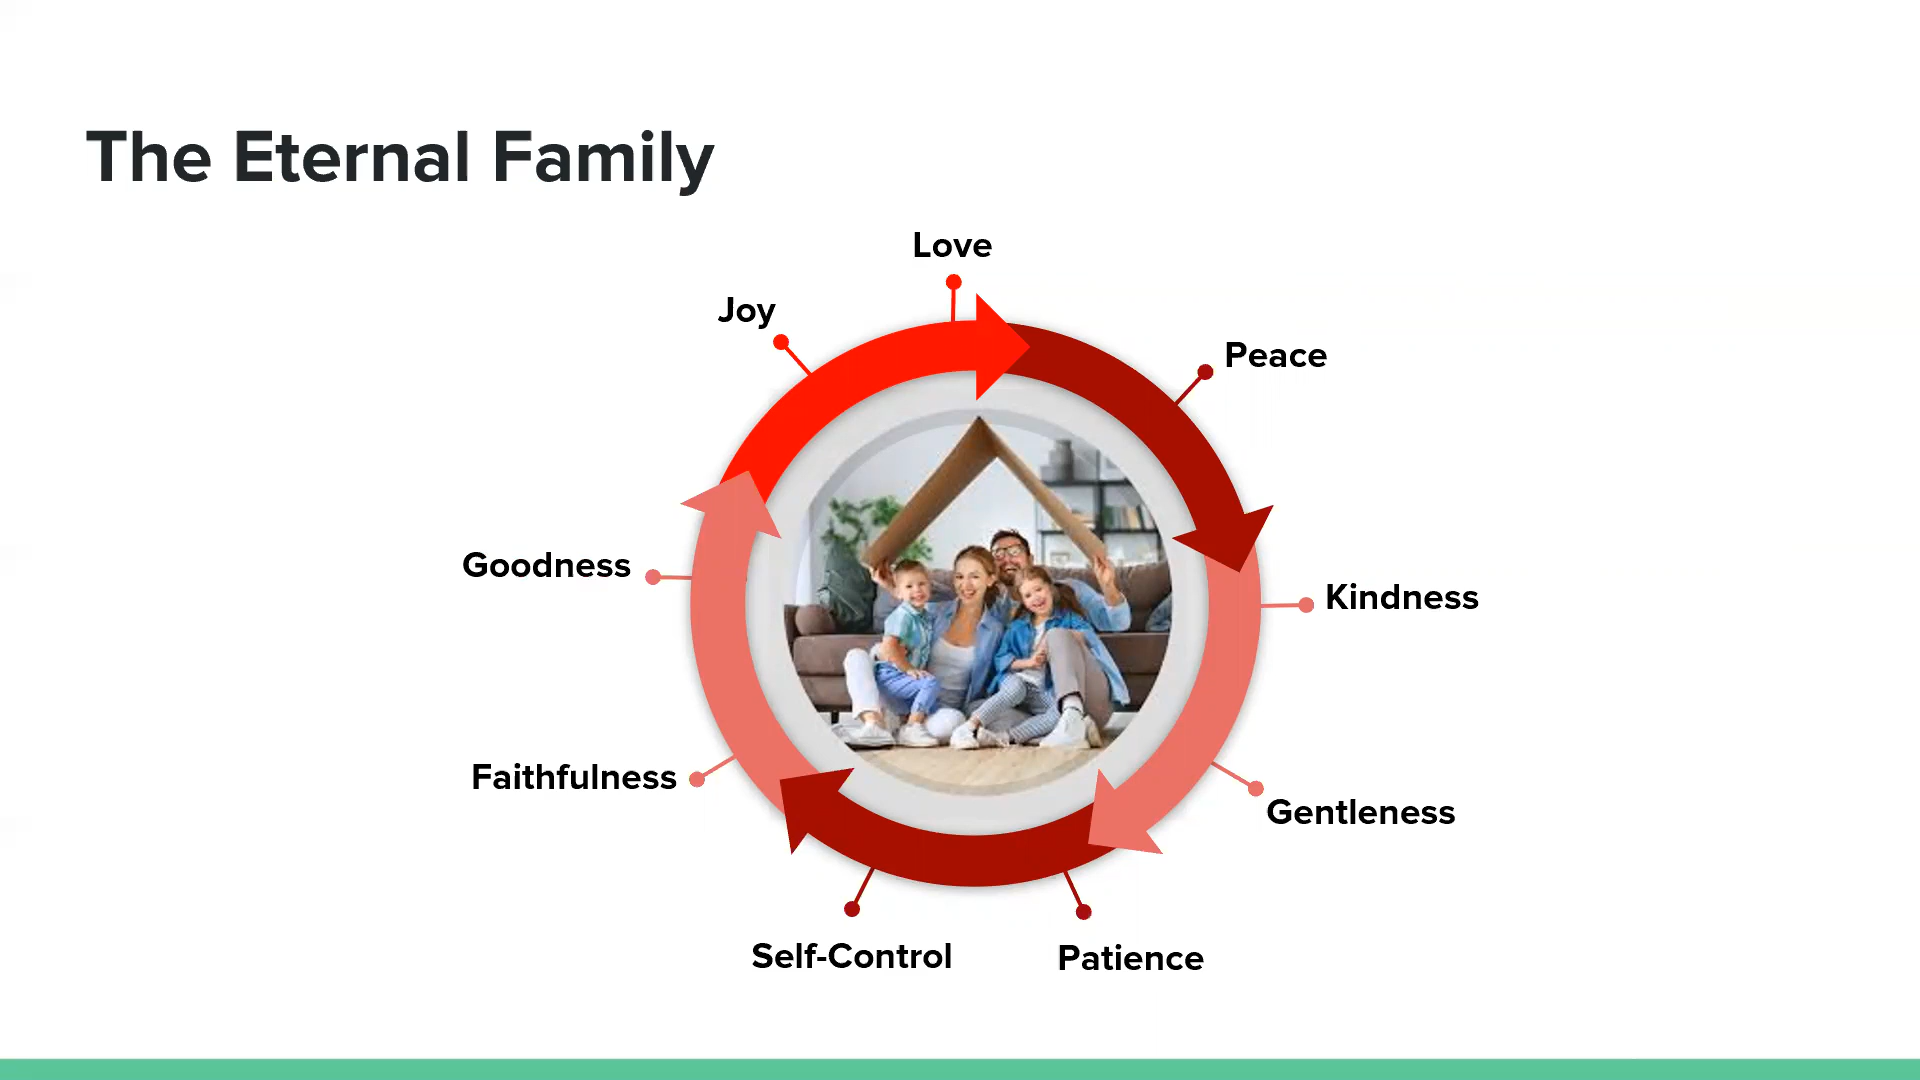 The Eternal Family
Love
Joy
Peace
Goodness
Kindness
Faithfulness
Gentleness
Self-Control
Patience